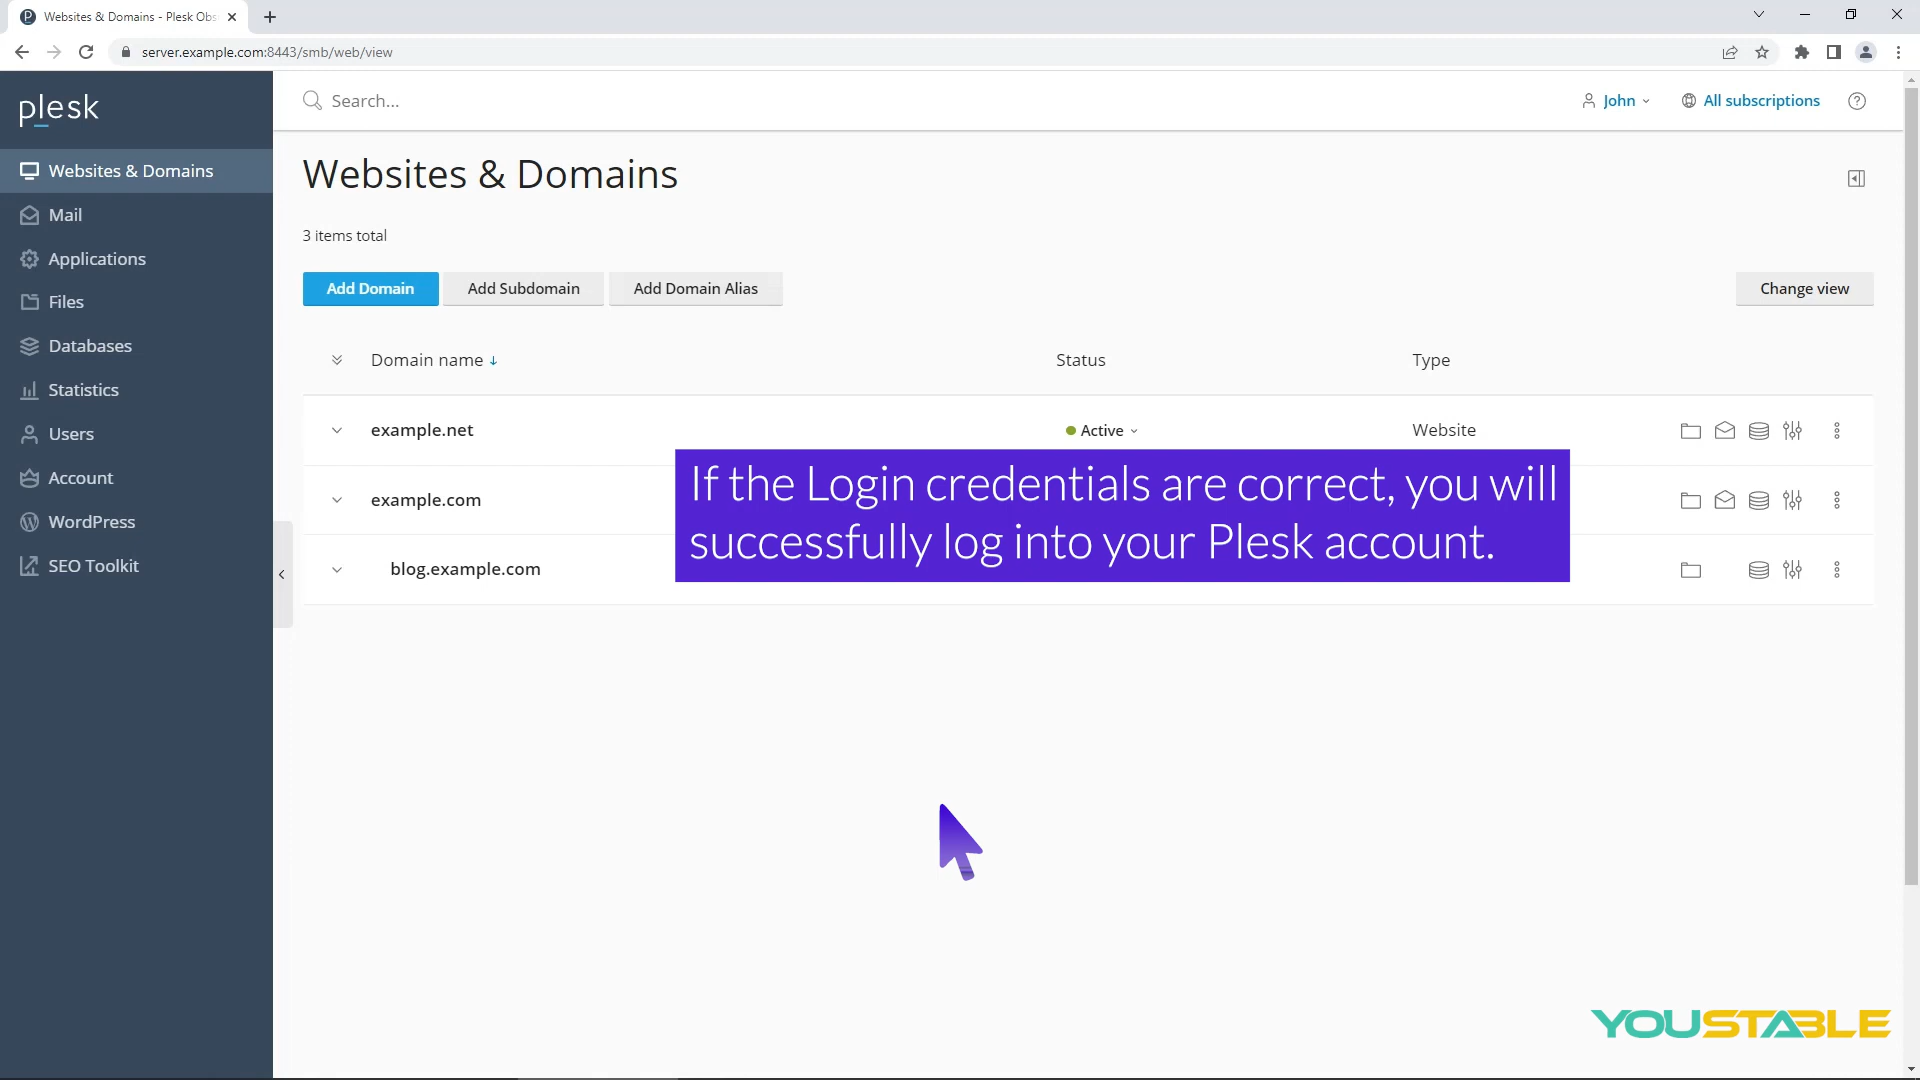 Websites & Domains - Plesk Obs
server.example.com:8443/smb/web/view
plesk
Search...
John
All subscriptions
Websites & Domains
Mail
Applications
Files
Databases
Statistics
Users
Account
WordPress
SEO Toolkit
Websites & Domains
3 items total
Add Domain
Add Subdomain
Add Domain Alias
Change view
Domain name
Status
Type
example.net
Active
Website
example.com
blog.example.com
If the Login credentials are correct, you will
successfully log into your Plesk account.
YOUSTABLE